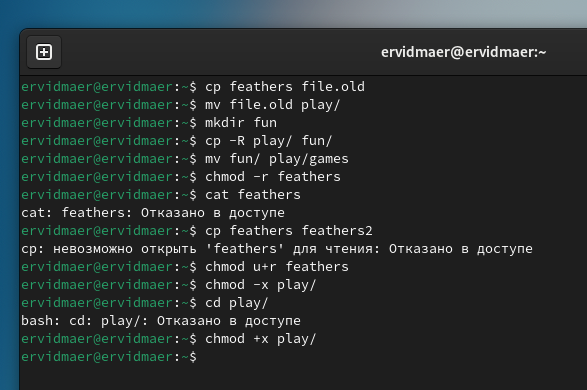 ervidmaer@ervidmaer:~
ervidmaer@ervidmaer:~$ cp feathers file.old
ervidmaer@ervidmaer:~$ mv file.old play/
ervidmaer@ervidmaer:~$ mkdir fun
ervidmaer@ervidmaer:~$ cp -R play/ fun/
ervidmaer@ervidmaer:~$ mv fun/ play/games
ervidmaer@ervidmaer:~$ chmod -r feathers
ervidmaer@ervidmaer:~$ cat feathers
cat: feathers: Отказано в доступе
ervidmaer@ervidmaer:~$ cp feathers feathers2
cp: невозможно открыть 'feathers' для чтения: Отказано в доступе
ervidmaer@ervidmaer:~$ chmod u+r feathers
ervidmaer@ervidmaer:~$ chmod -x play/
ervidmaer@ervidmaer:~$ cd play/
bash: cd: play/: Отказано в доступе
ervidmaer@ervidmaer:~$ chmod +x play/
ervidmaer@ervidmaer:~$